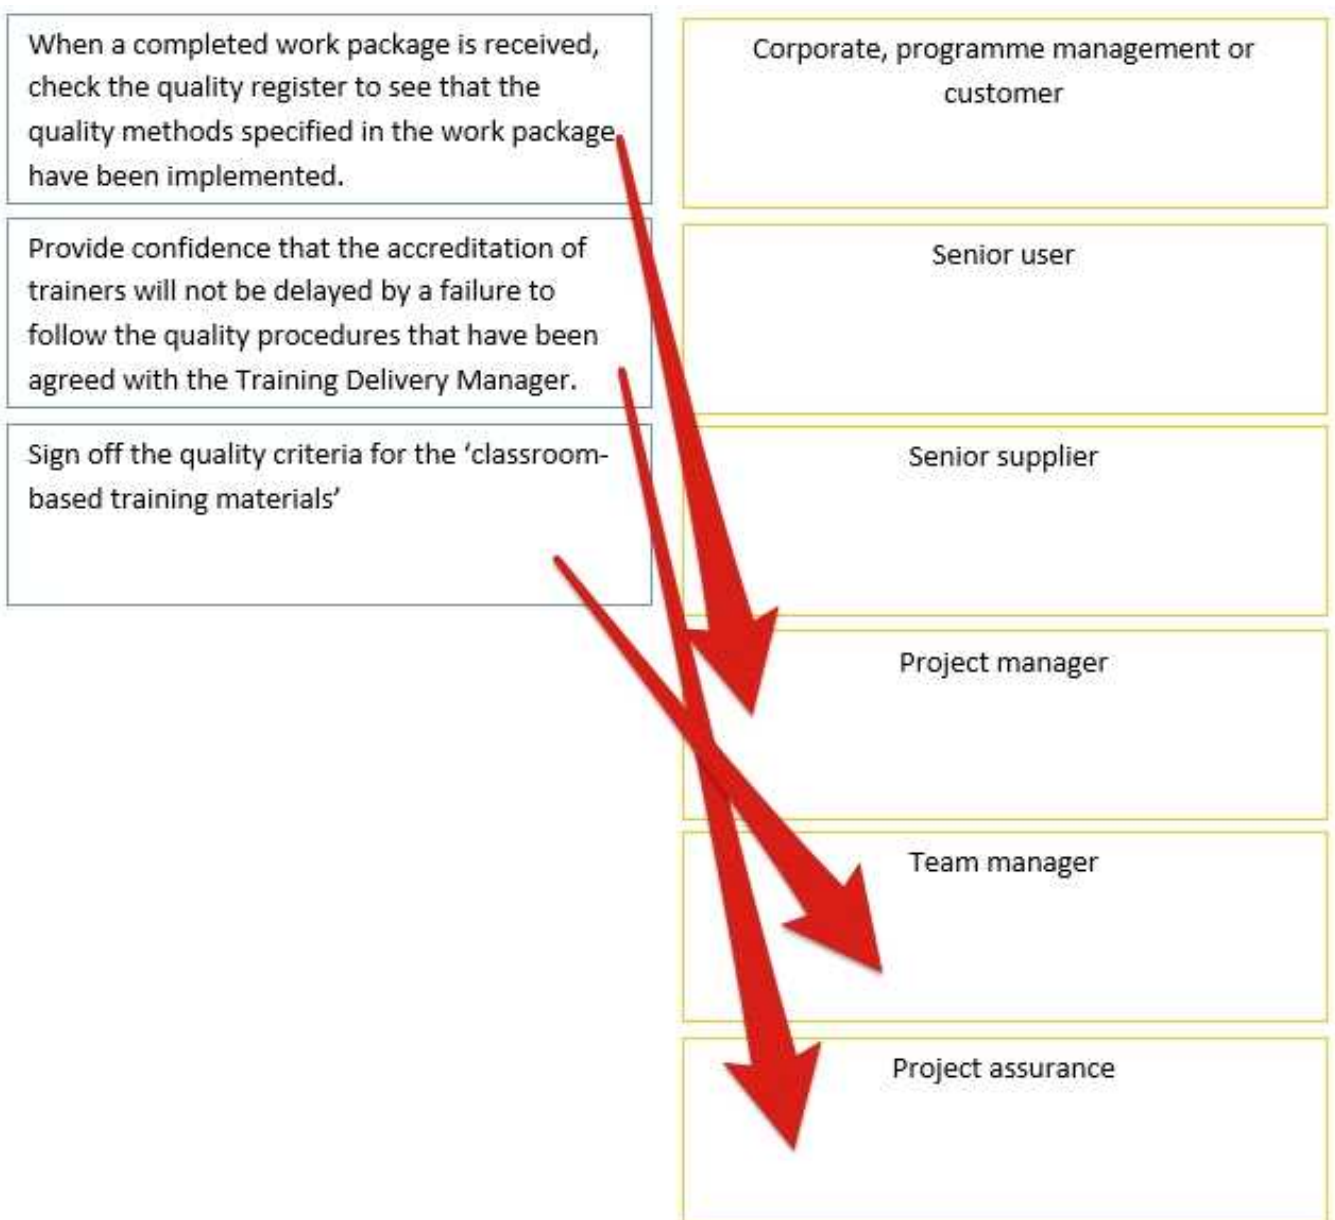 When a completed work package is received,
check the quality register to see that the
quality methods specified in the work package
have been implemented.
Provide confidence that the accreditation of
trainers will not be delayed by a failure to
follow the quality procedures that have been
agreed with the Training Delivery Manager.
Sign off the quality criteria for the ‘classroom-
based training materials’
Corporate, programme management or
customer
Senior user
Senior supplier
Project manager
Team manager
Project assurance